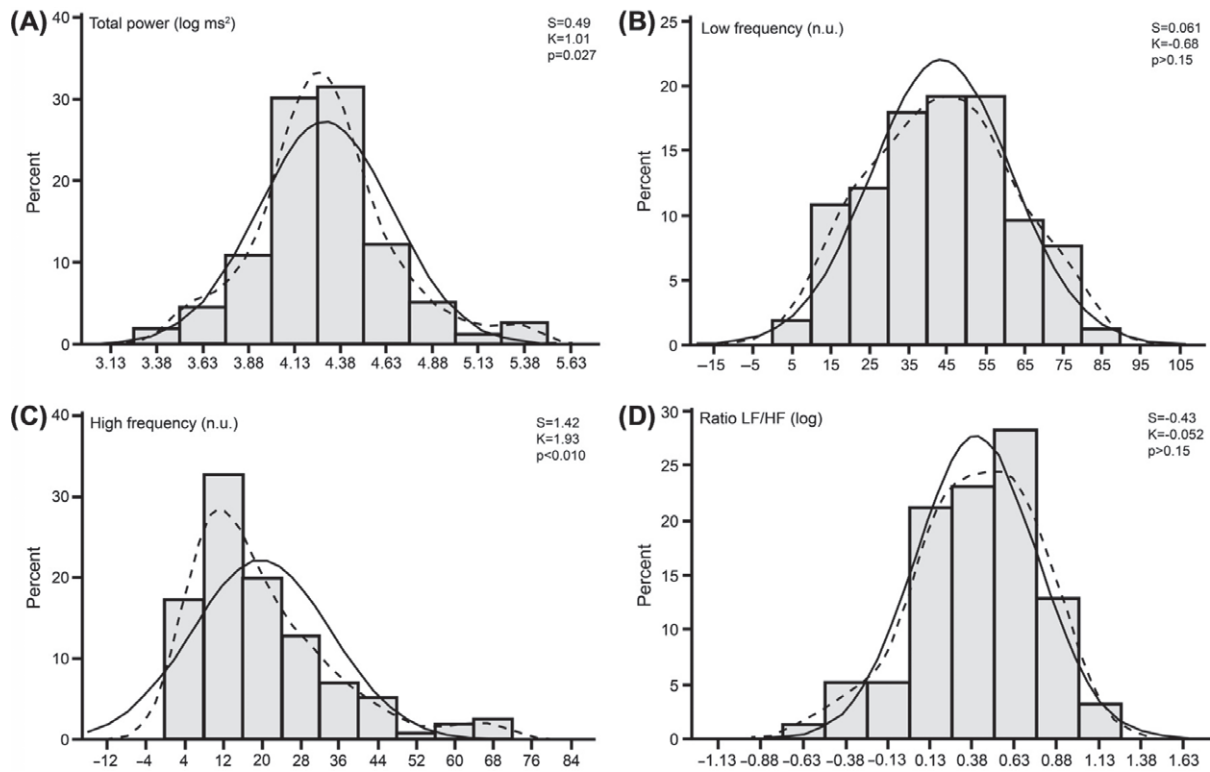 (A)
Total power (log ms²)
S=0.49
K=1.01
p=0.027
Percent
40
30
20
10
0
3.13 3.38 3.63 3.88 4.13 4.38 4.63 4.88 5.13 5.38 5.63
(B)
Low frequency (n.u.)
S=0.061
K=-0.68
p>0.15
Percent
25
20
15
10
5
0
–15 –5 5 15 25 35 45 55 65 75 85 95 105
(C)
High frequency (n.u.)
S=1.42
K=1.93
p<0.010
Percent
40
30
20
10
0
–12 –4 4 12 20 28 36 44 52 60 68 76 84
(D)
Ratio LF/HF (log)
S=-0.43
K=-0.052
p>0.15
Percent
30
25
20
15
10
5
0
–1.13 –0.88 –0.63 –0.38 –0.13 0.13 0.38 0.63 0.88 1.13 1.38 1.63